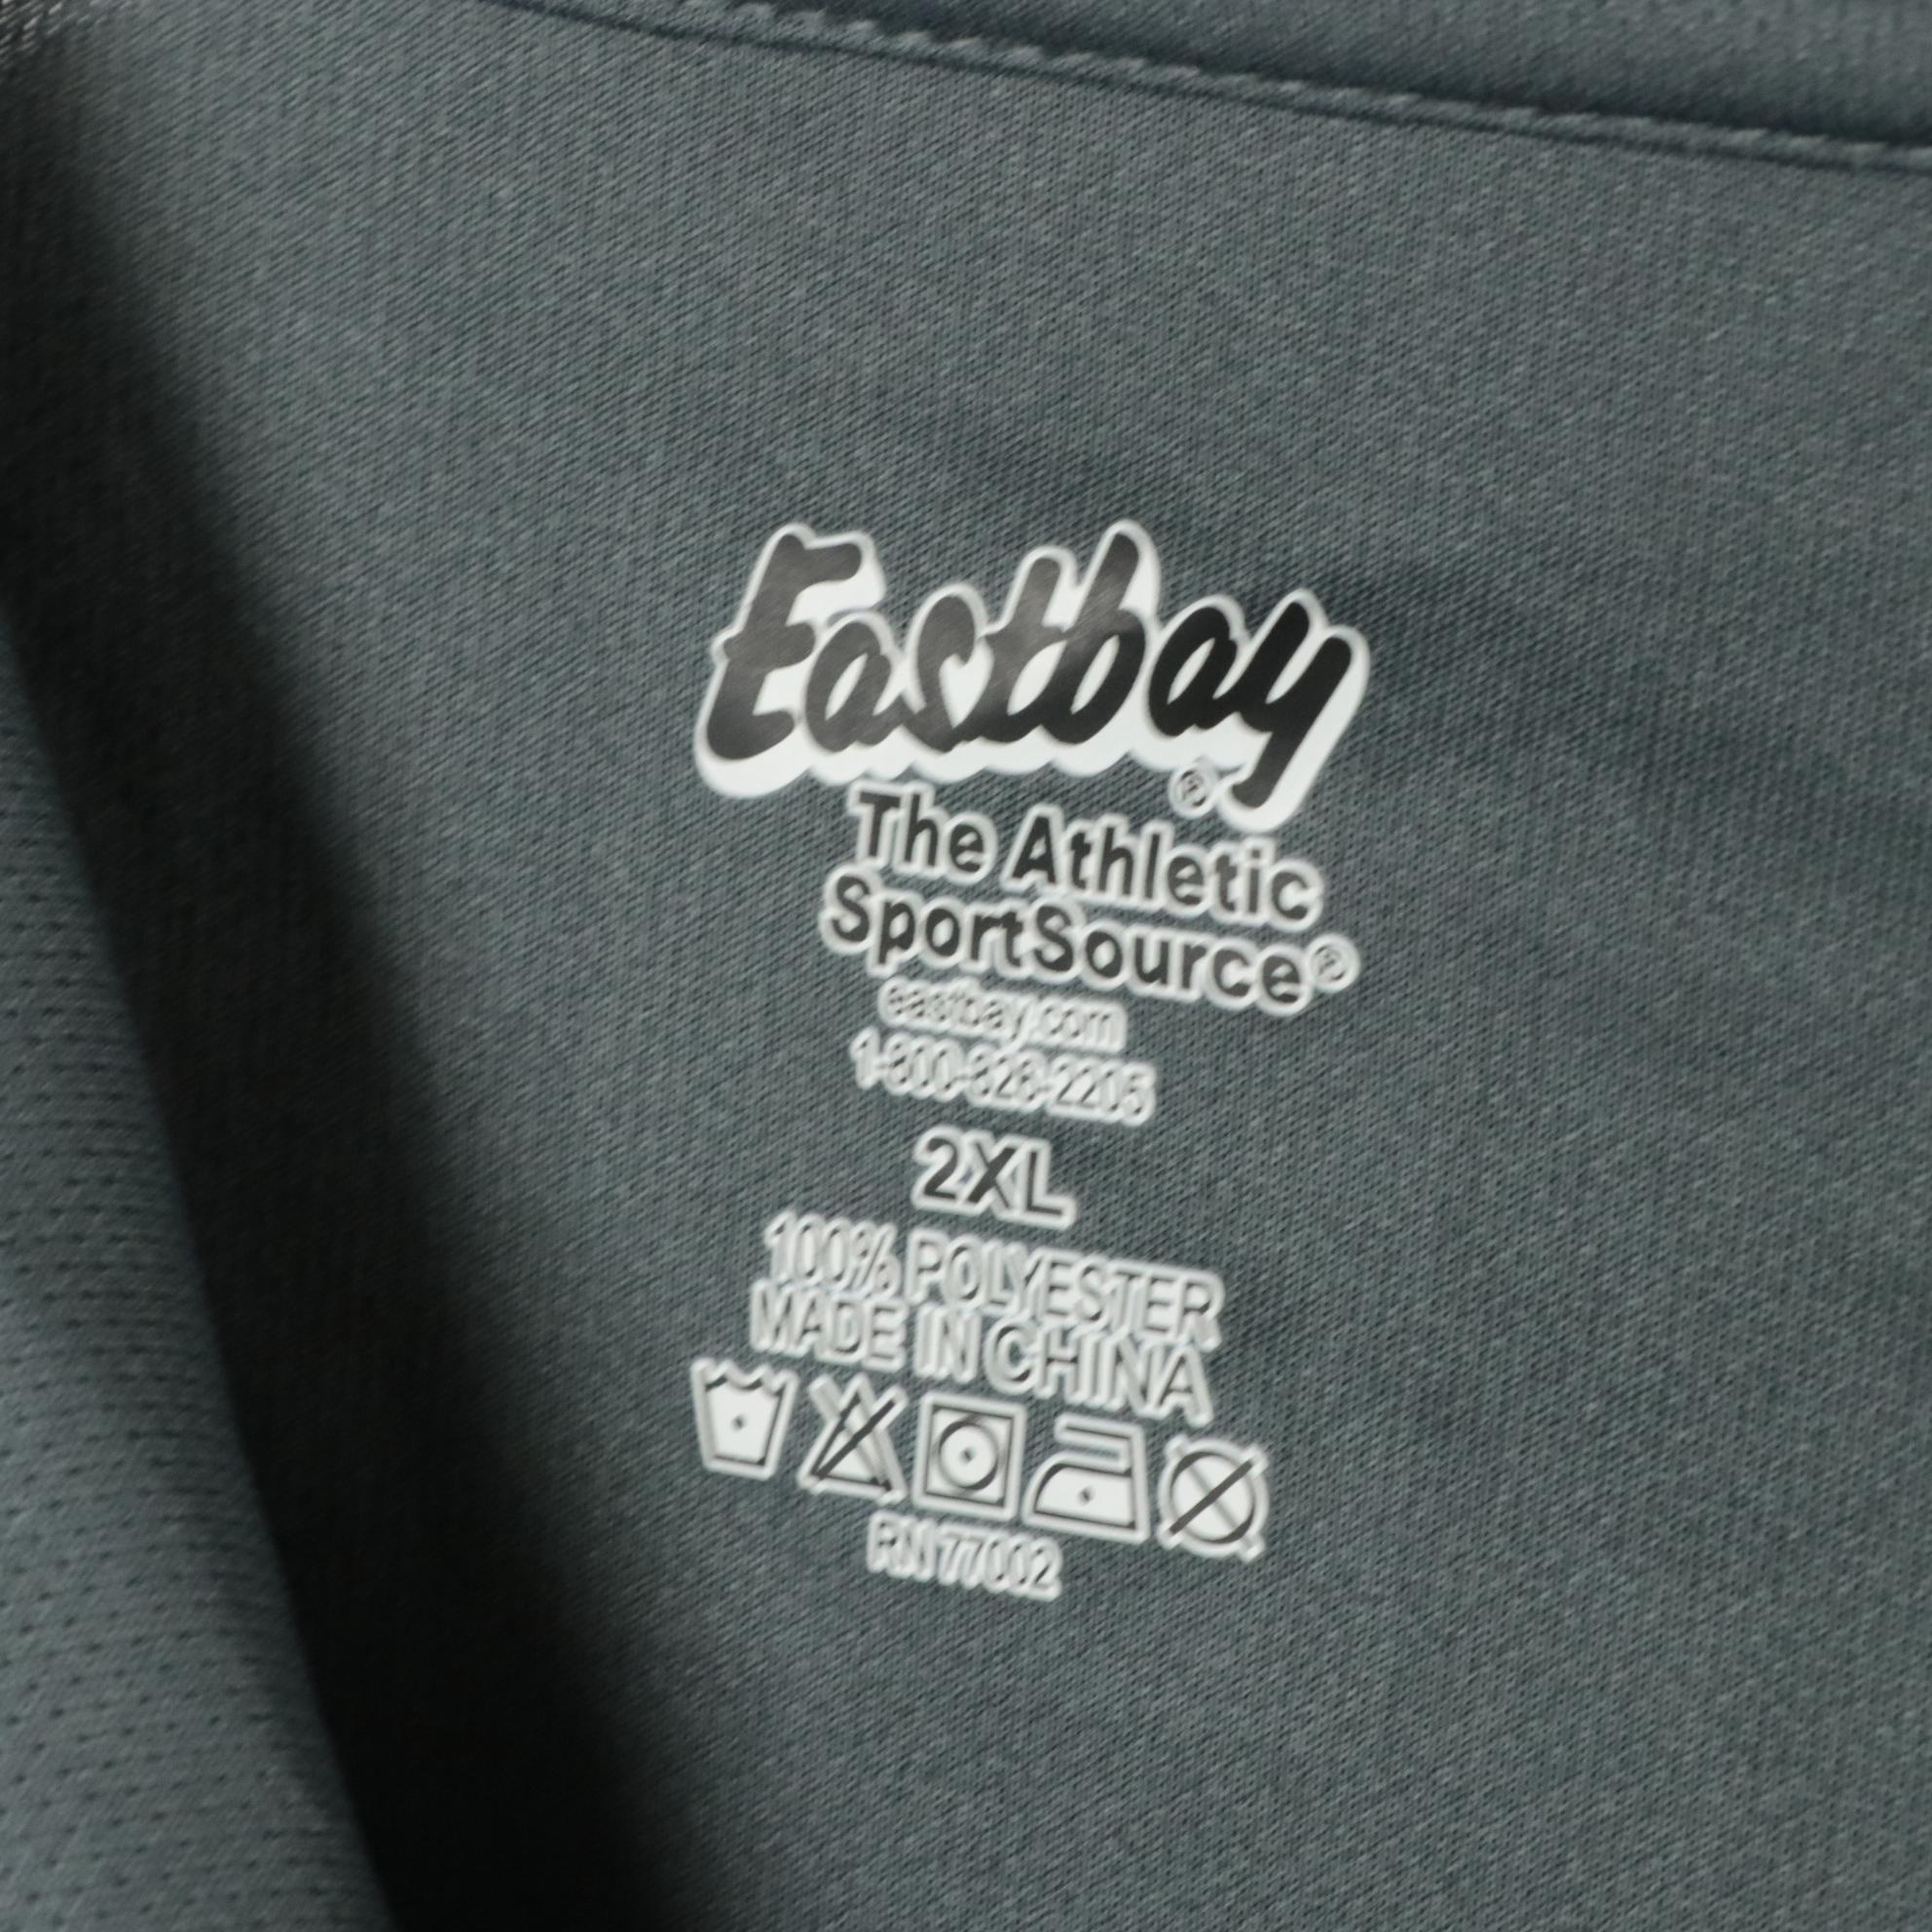 Eastbay®
The Athletic
SportSource®
eastbay.com
1-800-826-2205
2XL
100% POLYESTER
MADE IN CHINA
RN 77002